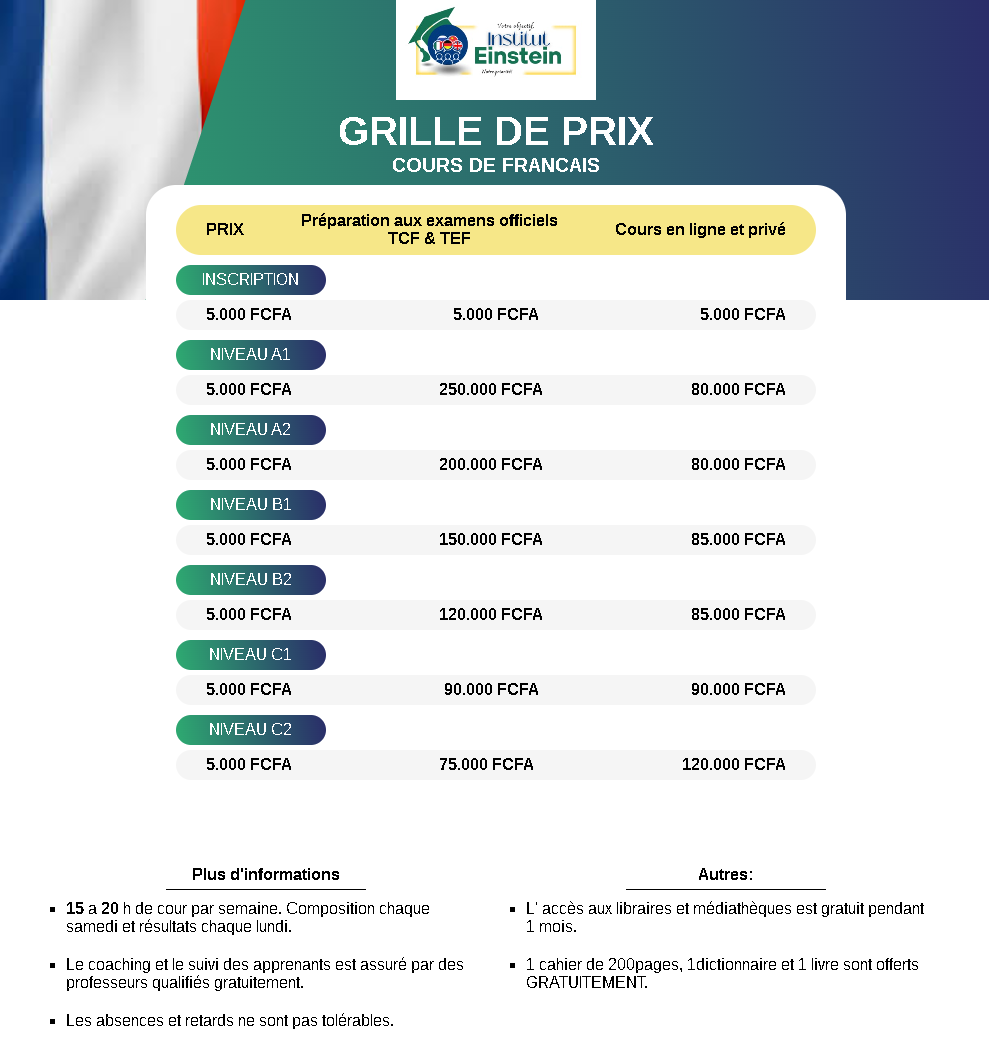 Votre objectif
Institut
Einstein
Notre priorité
GRILLE DE PRIX
COURS DE FRANCAIS
PRIX
Préparation aux examens officiels
TCF & TEF
Cours en ligne et privé
INSCRIPTION
5.000 FCFA 5.000 FCFA 5.000 FCFA
NIVEAU A1
5.000 FCFA 250.000 FCFA 80.000 FCFA
NIVEAU A2
5.000 FCFA 200.000 FCFA 80.000 FCFA
NIVEAU B1
5.000 FCFA 150.000 FCFA 85.000 FCFA
NIVEAU B2
5.000 FCFA 120.000 FCFA 85.000 FCFA
NIVEAU C1
5.000 FCFA 90.000 FCFA 90.000 FCFA
NIVEAU C2
5.000 FCFA 75.000 FCFA 120.000 FCFA
Plus d'informations
15 a 20 h de cour par semaine. Composition chaque
samedi et résultats chaque lundi.
Le coaching et le suivi des apprenants est assuré par des
professeurs qualifiés gratuitement.
Les absences et retards ne sont pas tolérables.
Autres:
L' accès aux libraires et médiathèques est gratuit pendant
1 mois.
1 cahier de 200pages, 1dictionnaire et 1 livre sont offerts
GRATUITEMENT.